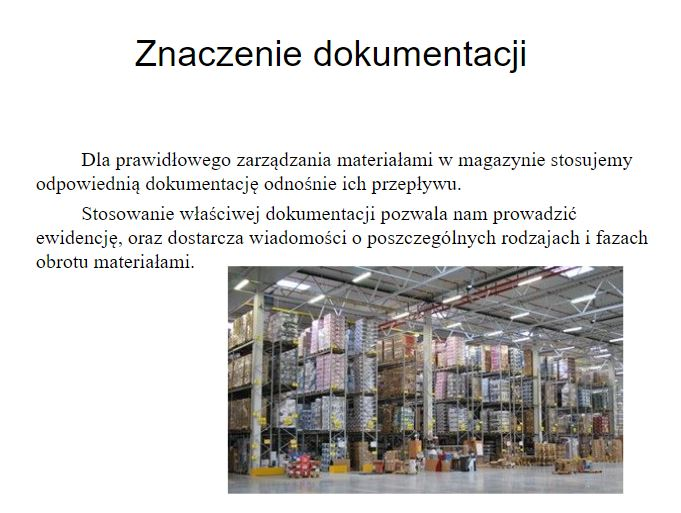 Znaczenie dokumentacji
Dla prawidłowego zarządzania materiałami w magazynie stosujemy
odpowiednią dokumentację odnośnie ich przepływu.
Stosowanie właściwej dokumentacji pozwala nam prowadzić
ewidencję, oraz dostarcza wiadomości o poszczególnych rodzajach i fazach
obrotu materiałami.